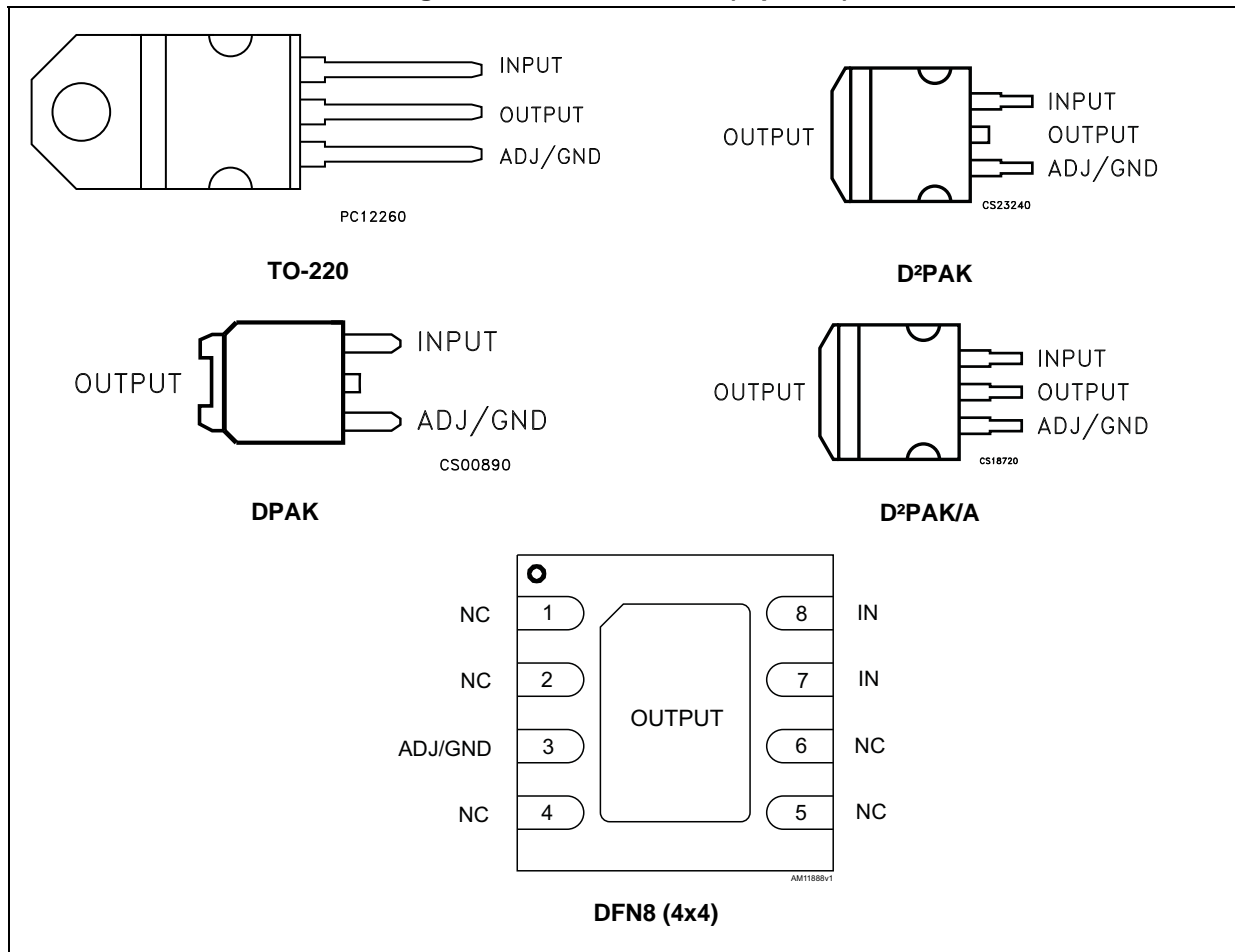 INPUT
OUTPUT
ADJ/GND
PC12260
TO-220
OUTPUT
INPUT
OUTPUT
ADJ/GND
CS23240
D²PAK
OUTPUT
INPUT
ADJ/GND
CS00890
DPAK
OUTPUT
INPUT
OUTPUT
ADJ/GND
CS18720
D²PAK/A
NC 1 8 IN
NC 2 7 IN
OUTPUT
ADJ/GND 3 6 NC
NC 4 5 NC
AM11888v1
DFN8 (4x4)